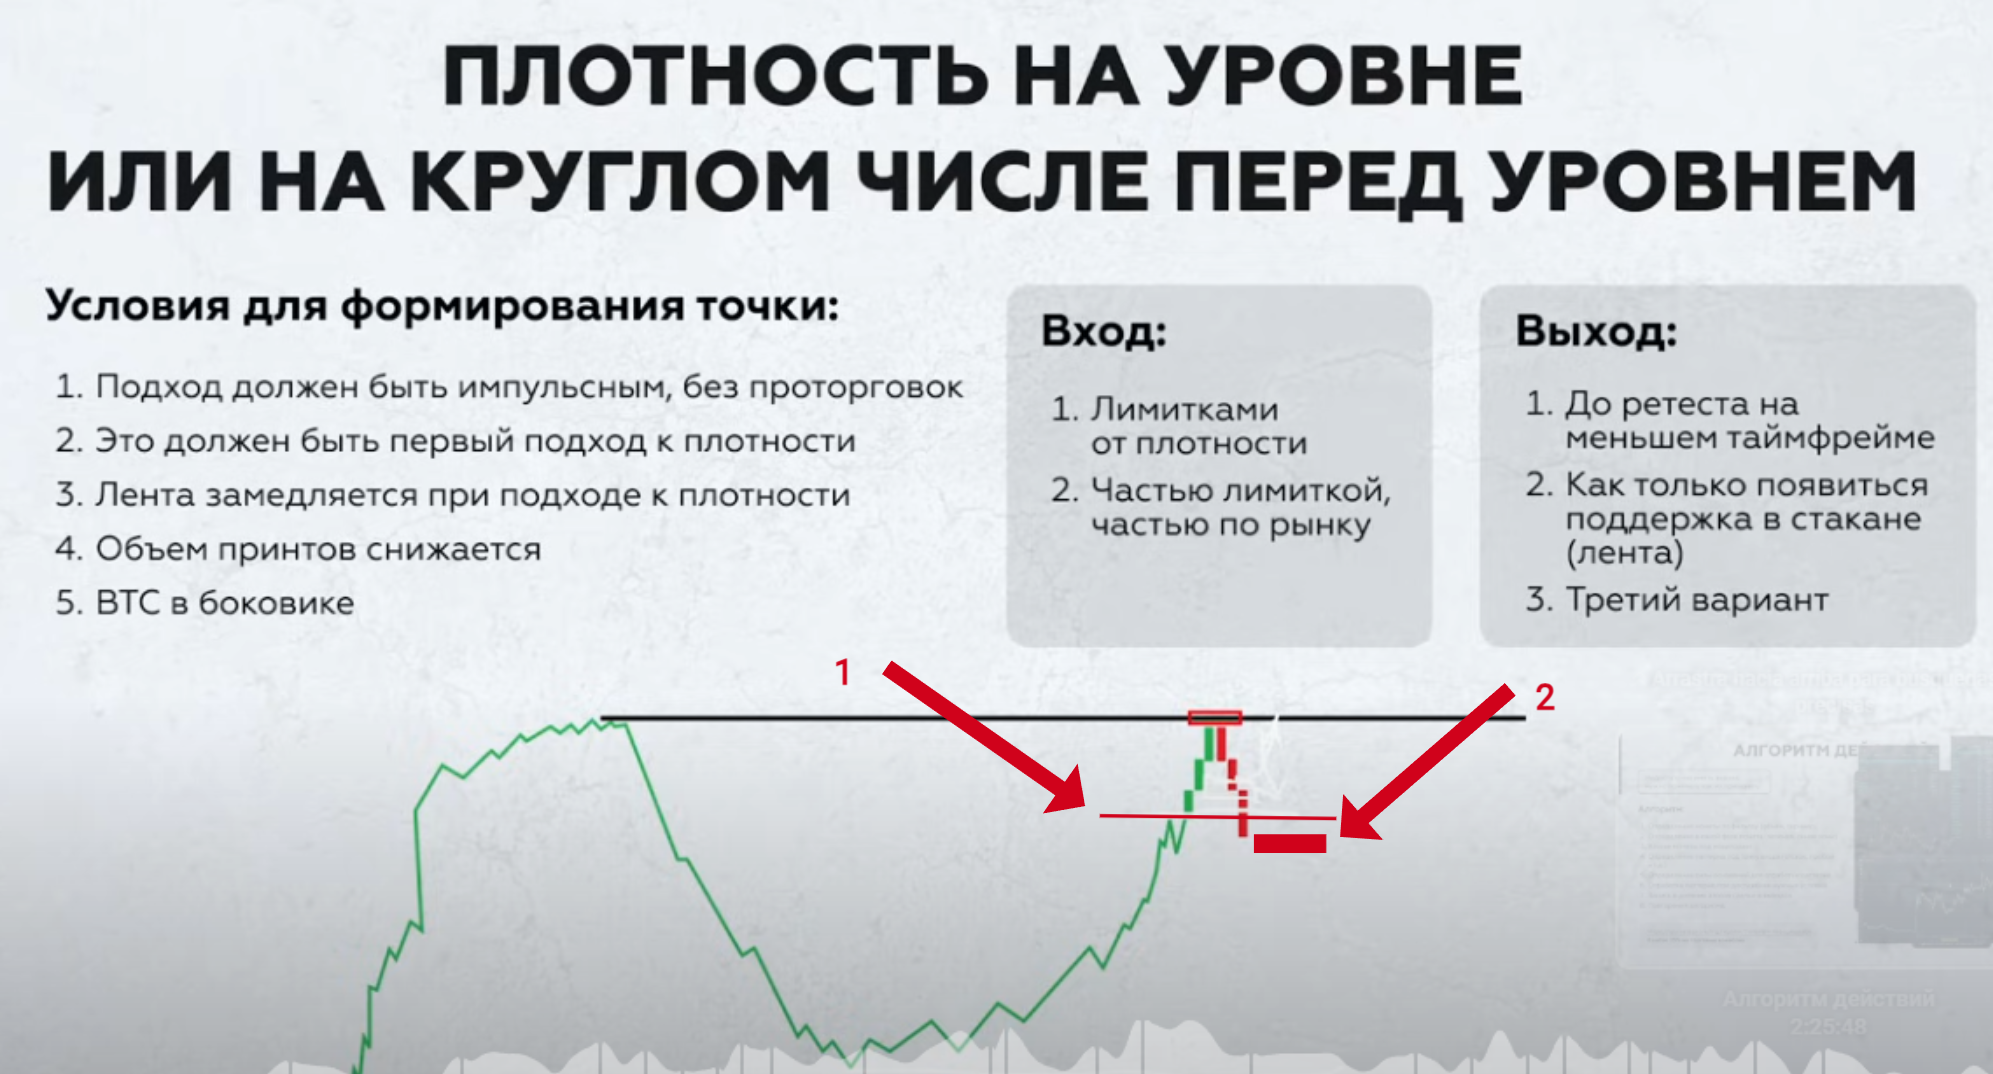 ПЛОТНОСТЬ НА УРОВНЕ
ИЛИ НА КРУГЛОМ ЧИСЛЕ ПЕРЕД УРОВНЕМ
Условия для формирования точки:
1. Подход должен быть импульсным, без проторговок
2. Это должен быть первый подход к плотности
3. Лента замедляется при подходе к плотности
4. Объем принтов снижается
5. BTC в боковике
Вход:
1. Лимитками
от плотности
2. Частью лимиткой,
частью по рынку
Выход:
1. До ретеста на
меньшем таймфрейме
2. Как только появиться
поддержка в стакане
(лента)
3. Третий вариант
1
2
АЛГОРИТМ ДЕ
Алгоритм действий
2:25:48